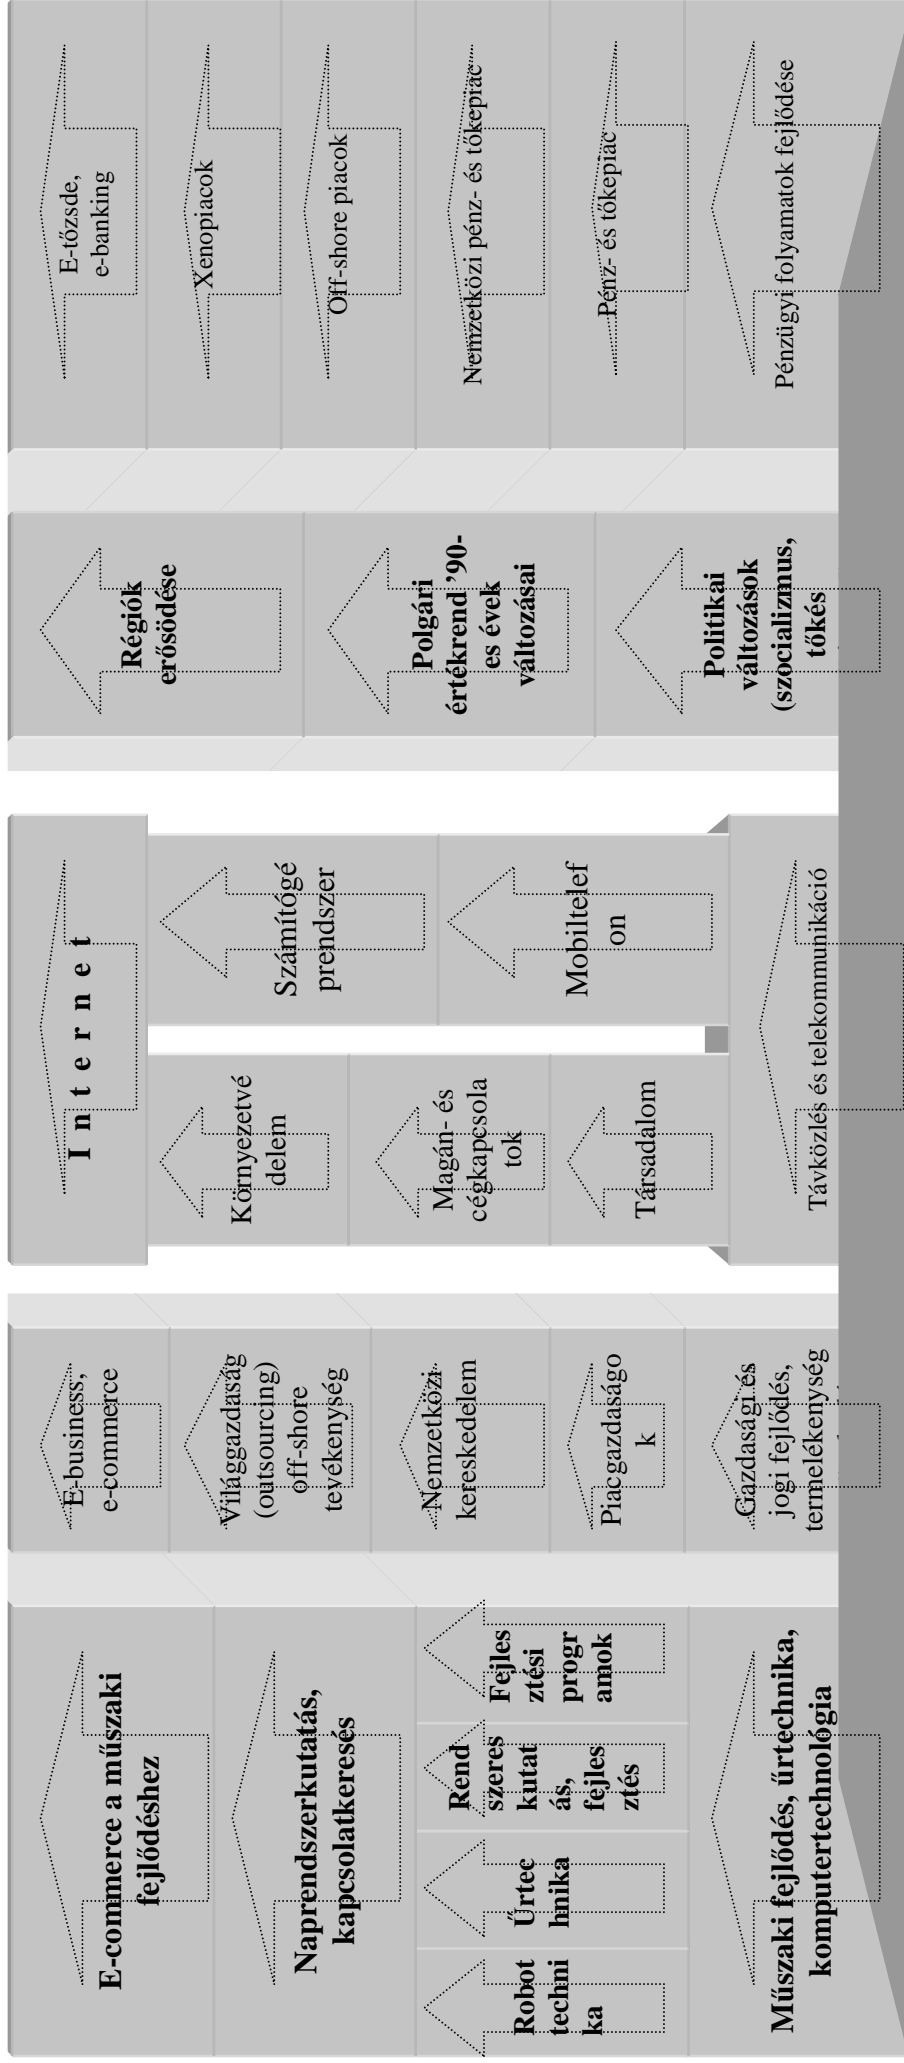 E-commerce a műszaki
fejlődéshez
Naprendszerkutatás,
kapcsolatkeresés
Robot
techni
ka
Űrtec
hnika
Rend
szeres
kutat
ás,
fejles
ztés
Fejles
ztési
progr
amok
Műszaki fejlődés, űrtechnika,
komputertechnológia
E-business,
e-commerce
Világgazdaság
(outsourcing)
off-shore
tevékenység
Nemzetközi
kereskedelem
Piacgazdaságo
k
Gazdasági és
jogi fejlődés,
termelékenység
Internet
Környezetvé
delem
Magán- és
cégkapcsola
tok
Társadalom
Számítógé
prendszer
Mobiltelef
on
Távközlés és telekommunikáció
Régiók
erősödése
Polgári
értékrend ’90-
es évek
változásai
Politikai
változások
(szocializmus,
tőkés
E-tőzsde,
e-banking
Xenopiacok
Off-shore piacok
Nemzetközi pénz- és tőkepiac
Pénz- és tőkepiac
Pénzügyi folyamatok fejlődése